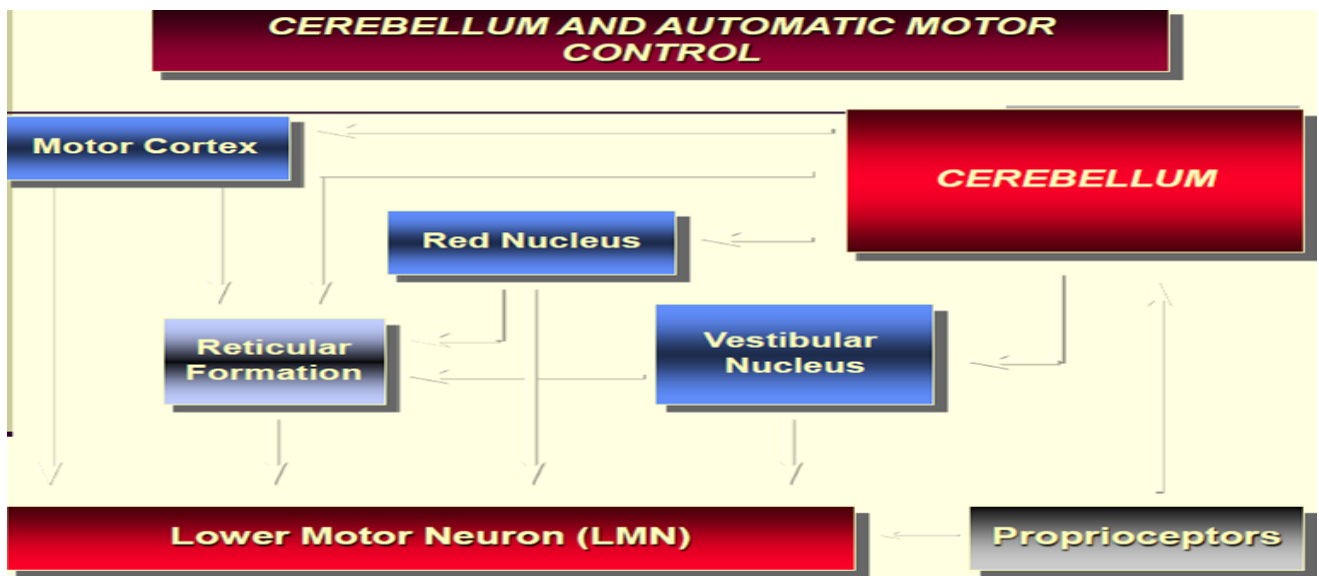 CEREBELLUM AND AUTOMATIC MOTOR
CONTROL
Motor Cortex
CEREBELLUM
Red Nucleus
Reticular
Formation
Vestibular
Nucleus
Lower Motor Neuron (LMN)
Proprioceptors